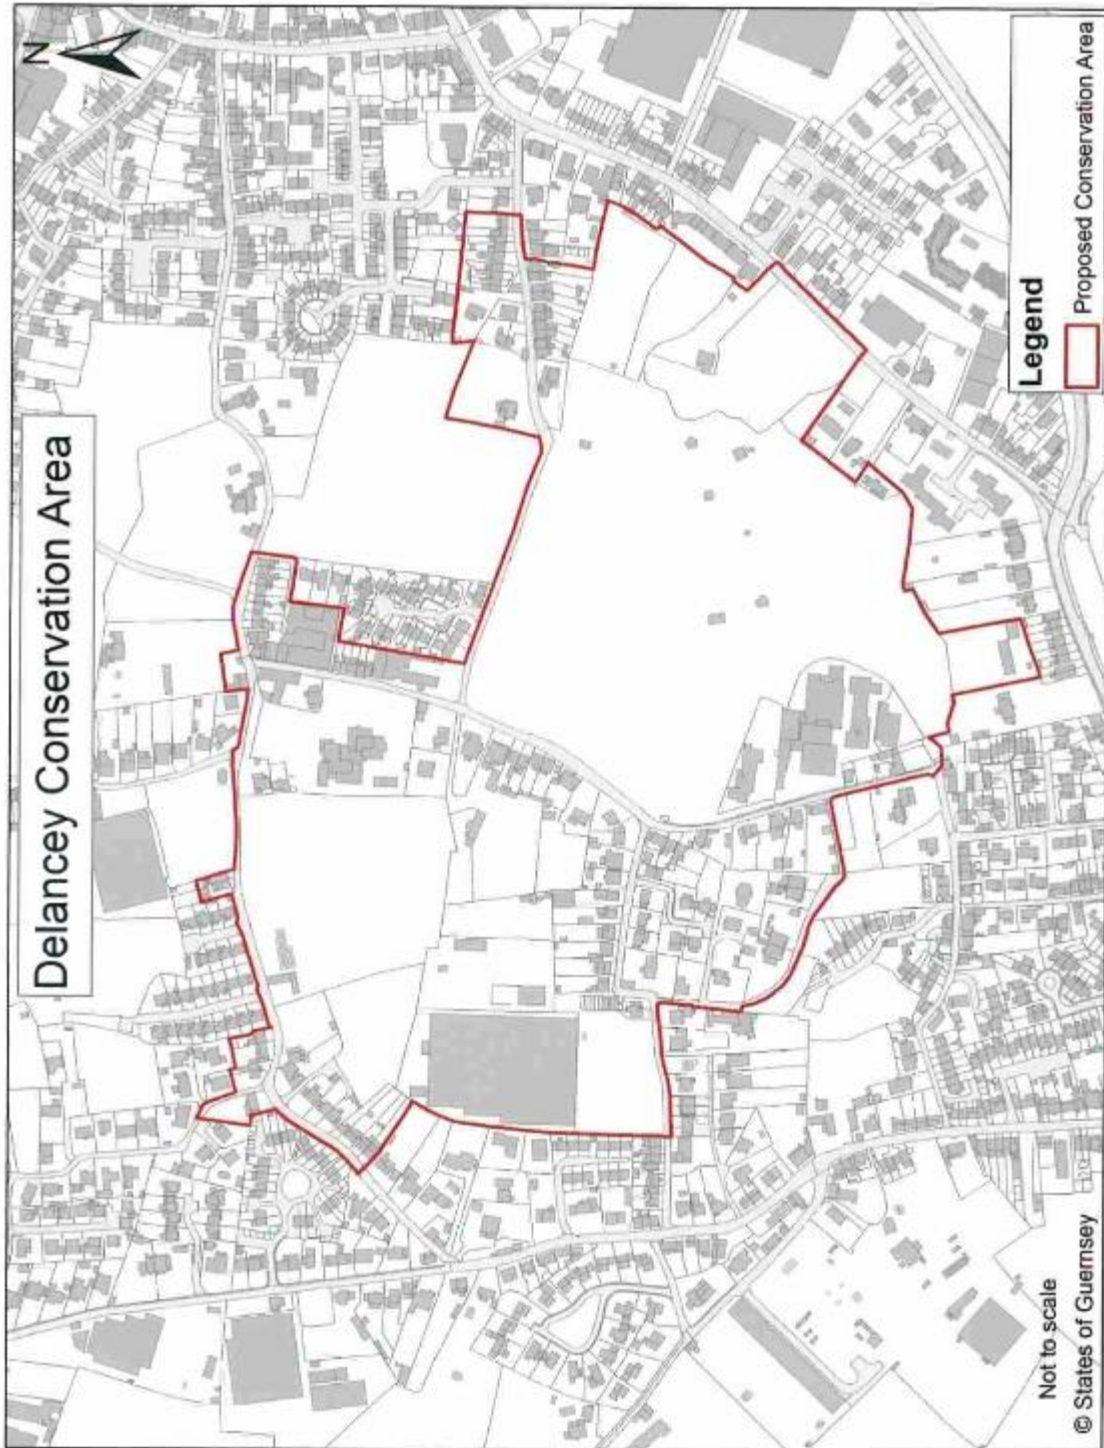 Delancey Conservation Area
N
Legend
Proposed Conservation Area
Not to scale
© States of Guernsey